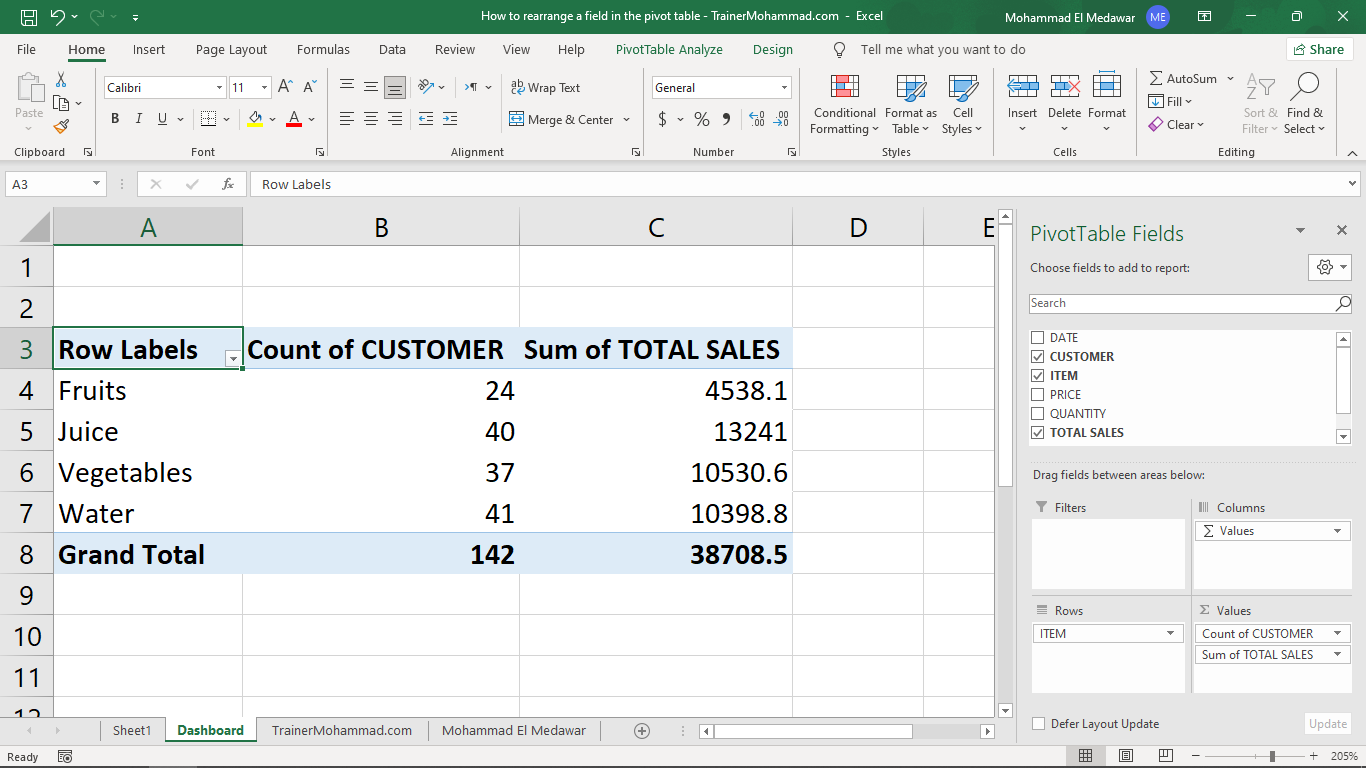 How to rearrange a field in the pivot table - TrainerMohammad.com - Excel
Mohammad El Medawar ME
File Home Insert Page Layout Formulas Data Review View Help PivotTable Analyze Design Tell me what you want to do Share
Paste
Clipboard
Calibri 11
B I U A
Font
Wrap Text
Merge & Center
Alignment
General
$ % 9
Number
Conditional Formatting
Format as Table
Cell Styles
Styles
Insert Delete Format
Cells
AutoSum
Fill
Clear
Sort & Filter
Find & Select
Editing
A3 fx Row Labels
A B C D E
1
2
3 Row Labels Count of CUSTOMER Sum of TOTAL SALES
4 Fruits 24 4538.1
5 Juice 40 13241
6 Vegetables 37 10530.6
7 Water 41 10398.8
8 Grand Total 142 38708.5
9
10
11
12
PivotTable Fields
Choose fields to add to report:
Search
DATE
CUSTOMER
ITEM
PRICE
QUANTITY
TOTAL SALES
Drag fields between areas below:
Filters
Columns
Σ Values
Rows
ITEM
Σ Values
Count of CUSTOMER
Sum of TOTAL SALES
Defer Layout Update Update
Sheet1 Dashboard TrainerMohammad.com Mohammad El Medawar
Ready 205%